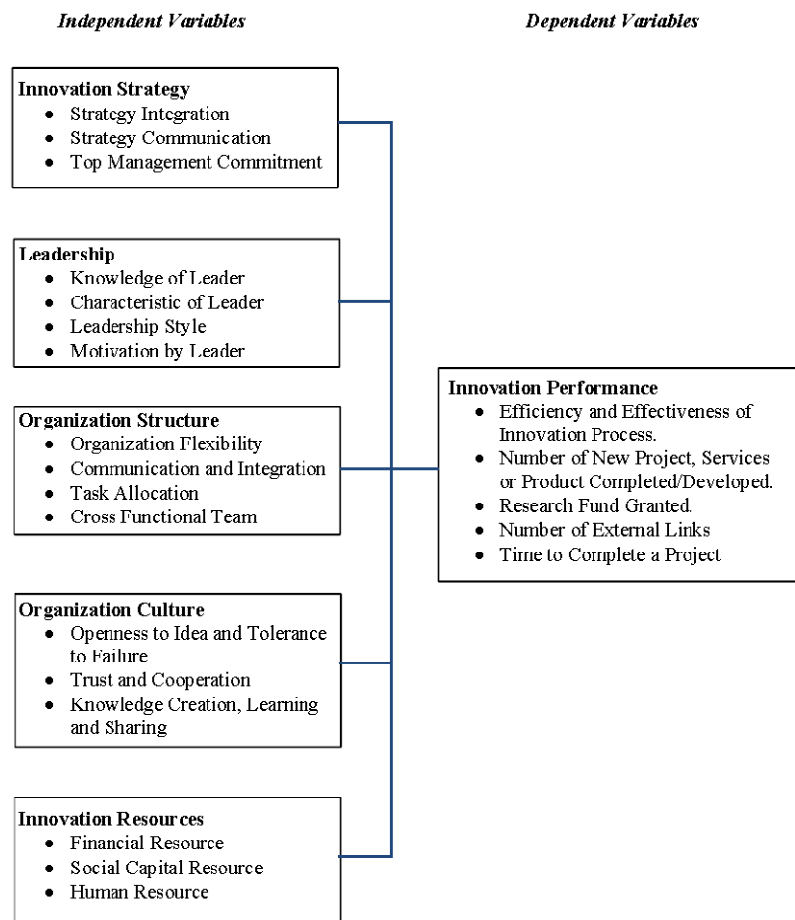 Independent Variables
Dependent Variables
Innovation Strategy
• Strategy Integration
• Strategy Communication
• Top Management Commitment
Leadership
• Knowledge of Leader
• Characteristic of Leader
• Leadership Style
• Motivation by Leader
Organization Structure
• Organization Flexibility
• Communication and Integration
• Task Allocation
• Cross Functional Team
Organization Culture
• Openness to Idea and Tolerance
to Failure
• Trust and Cooperation
• Knowledge Creation, Learning
and Sharing
Innovation Resources
• Financial Resource
• Social Capital Resource
• Human Resource
Innovation Performance
• Efficiency and Effectiveness of
Innovation Process.
• Number of New Project, Services
or Product Completed/Developed.
• Research Fund Granted.
• Number of External Links
• Time to Complete a Project